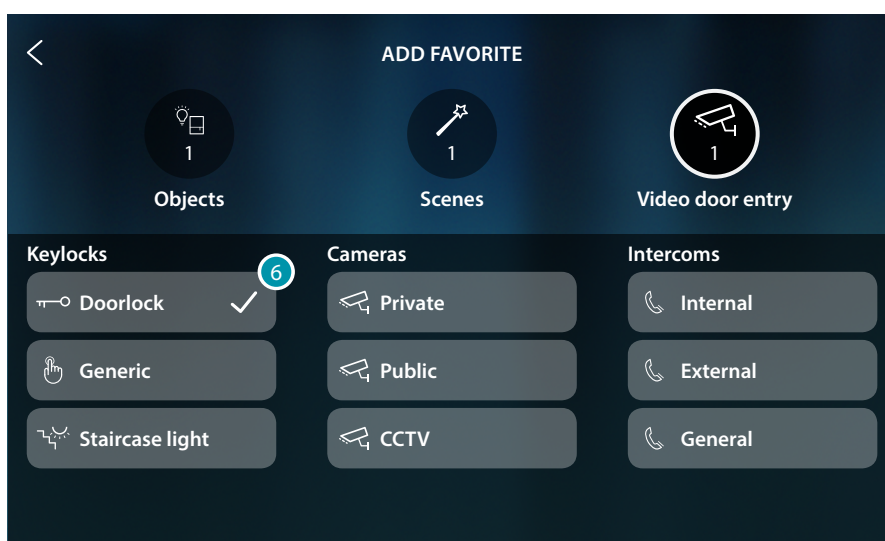 ADD FAVORITE
1
1
1
Objects
Scenes
Video door entry
Keylocks
Cameras
Intercoms
6
Doorlock
Private
Internal
Generic
Public
External
Staircase light
CCTV
General